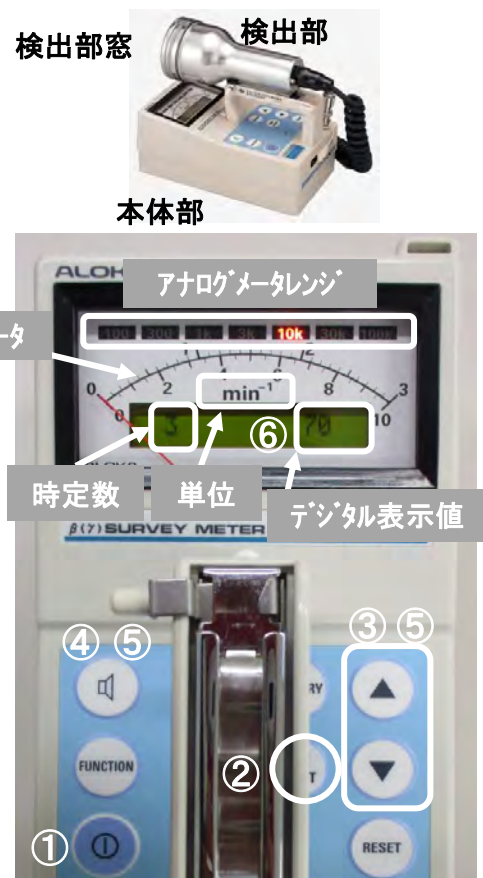 検出部窓
検出部
本体部
ALOK
アナログメータレンジ
100 300 1k 3k 10k 30k 100k
ータ
0 1 2 3
0 2 4 6 8 10
min⁻¹
3 ⑥ 70
時定数 単位 デジタル表示値
β(γ) SURVEY METER
④ ⑤ ③ ⑤
RY
FUNCTION
② T
① RESET